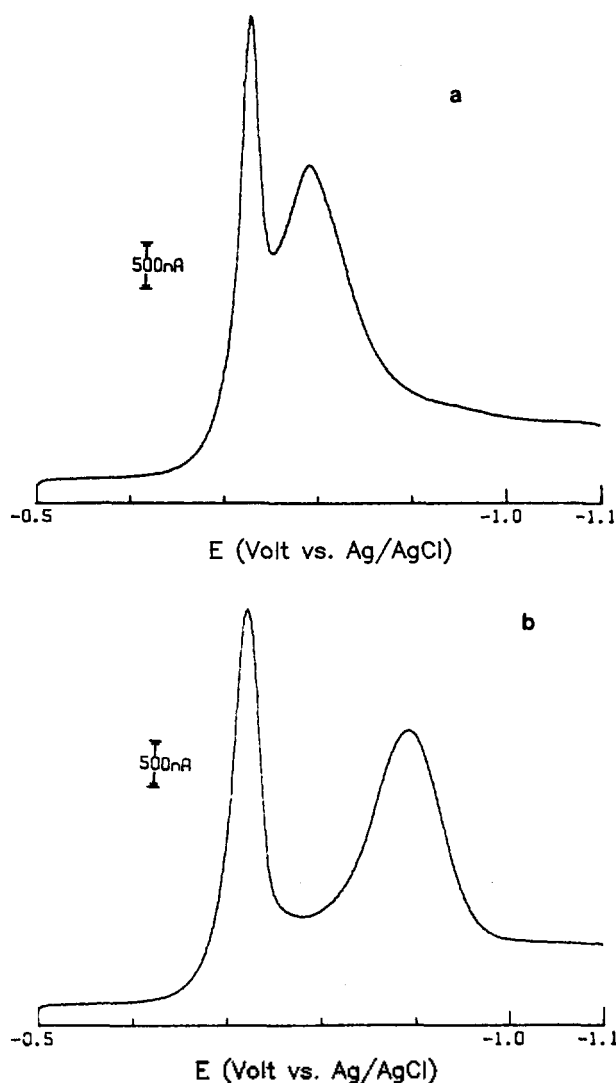 a
500nA
-0.5 -1.0 -1.1
E (Volt vs. Ag/AgCl)
b
500nA
-0.5 -1.0 -1.1
E (Volt vs. Ag/AgCl)